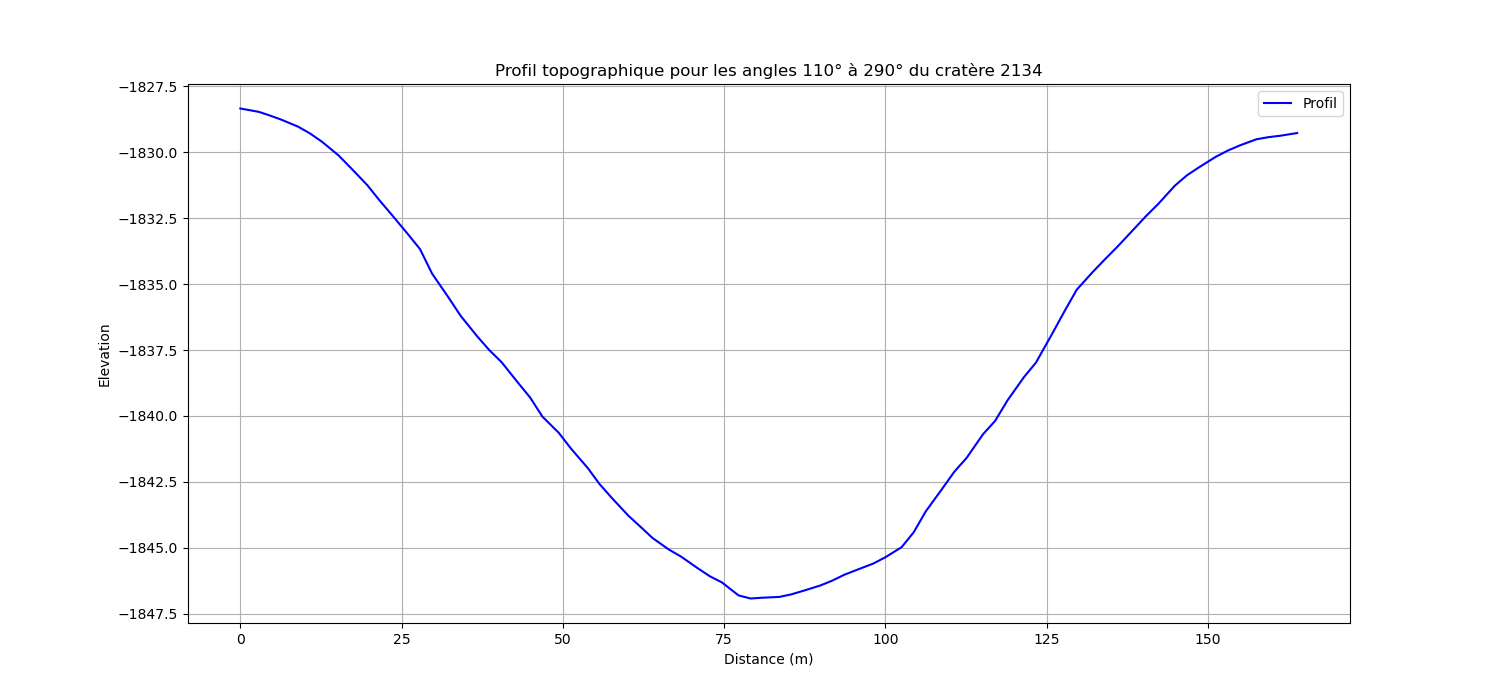 Profil topographique pour les angles 110° à 290° du cratère 2134
Profil
−1827.5
−1830.0
−1832.5
−1835.0
−1837.5
−1840.0
−1842.5
−1845.0
−1847.5
Elevation
0 25 50 75 100 125 150
Distance (m)